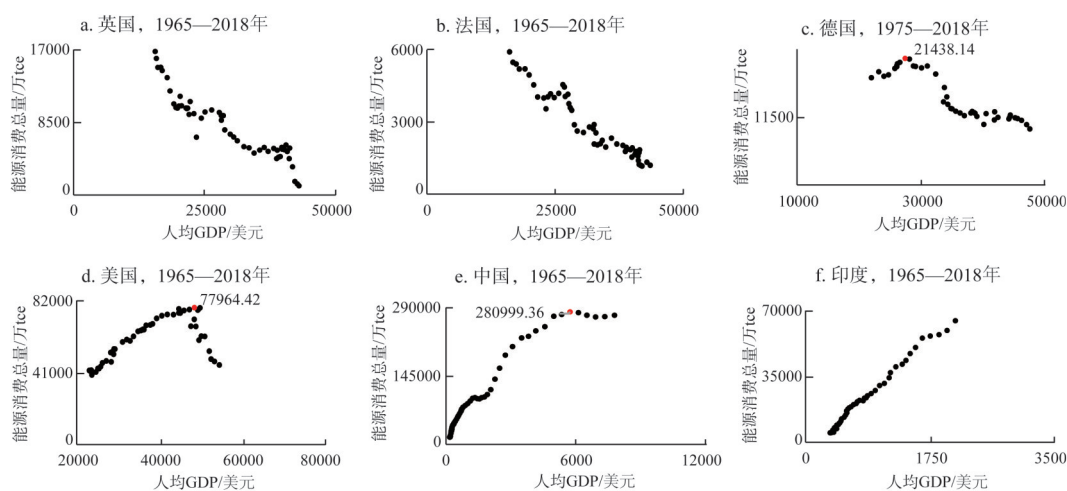 a. 英国，1965—2018年
能源消费总量/万tce
17000
8500
0
0
25000
50000
人均GDP/美元
b. 法国，1965—2018年
能源消费总量/万tce
6000
3000
0
0
25000
50000
人均GDP/美元
c. 德国，1975—2018年
21438.14
能源消费总量/万tce
11500
10000
30000
50000
人均GDP/美元
d. 美国，1965—2018年
77964.42
能源消费总量/万tce
82000
41000
0
20000
40000
60000
80000
人均GDP/美元
e. 中国，1965—2018年
280999.36
能源消费总量/万tce
290000
145000
0
0
6000
12000
人均GDP/美元
f. 印度，1965—2018年
能源消费总量/万tce
70000
35000
0
0
1750
3500
人均GDP/美元